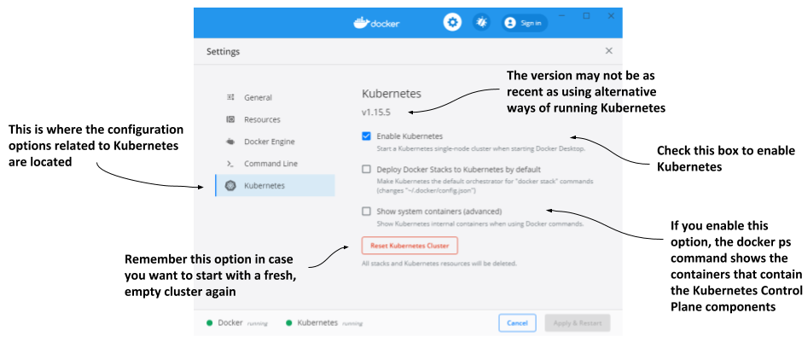 docker
Sign in
Settings
General
Resources
Docker Engine
Command Line
Kubernetes
Kubernetes
v1.15.5
Enable Kubernetes
Start a Kubernetes single-node cluster when starting Docker Desktop.
Deploy Docker Stacks to Kubernetes by default
Make Kubernetes the default orchestrator for "docker stack" commands
(changes "~/.docker/config.json")
Show system containers (advanced)
Show Kubernetes internal containers when using Docker commands.
Reset Kubernetes Cluster
All stacks and Kubernetes resources will be deleted.
Docker running
Kubernetes running
Cancel
Apply & Restart
This is where the configuration
options related to Kubernetes
are located
The version may not be as
recent as using alternative
ways of running Kubernetes
Check this box to enable
Kubernetes
Remember this option in case
you want to start with a fresh,
empty cluster again
If you enable this
option, the docker ps
command shows the
containers that contain
the Kubernetes Control
Plane components